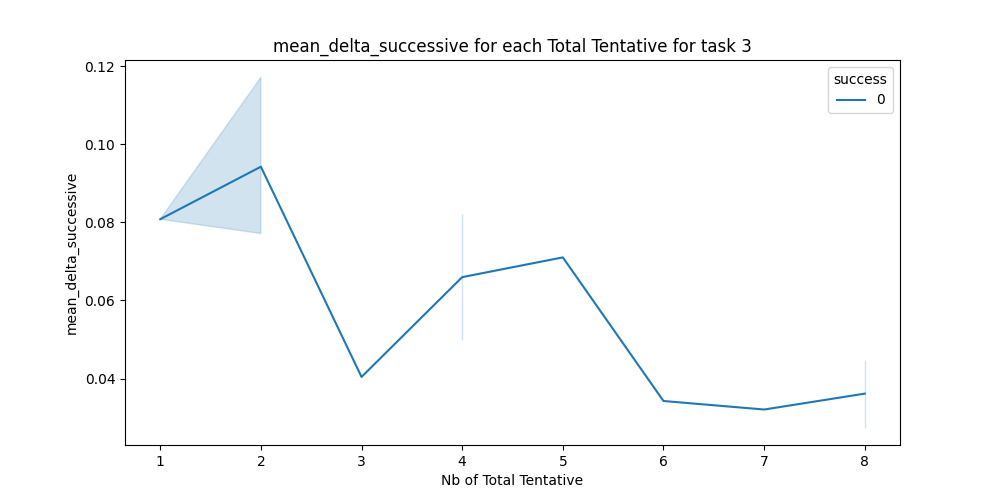 mean_delta_successive for each Total Tentative for task 3
success
0
mean_delta_successive
0.12
0.10
0.08
0.06
0.04
1 2 3 4 5 6 7 8
Nb of Total Tentative